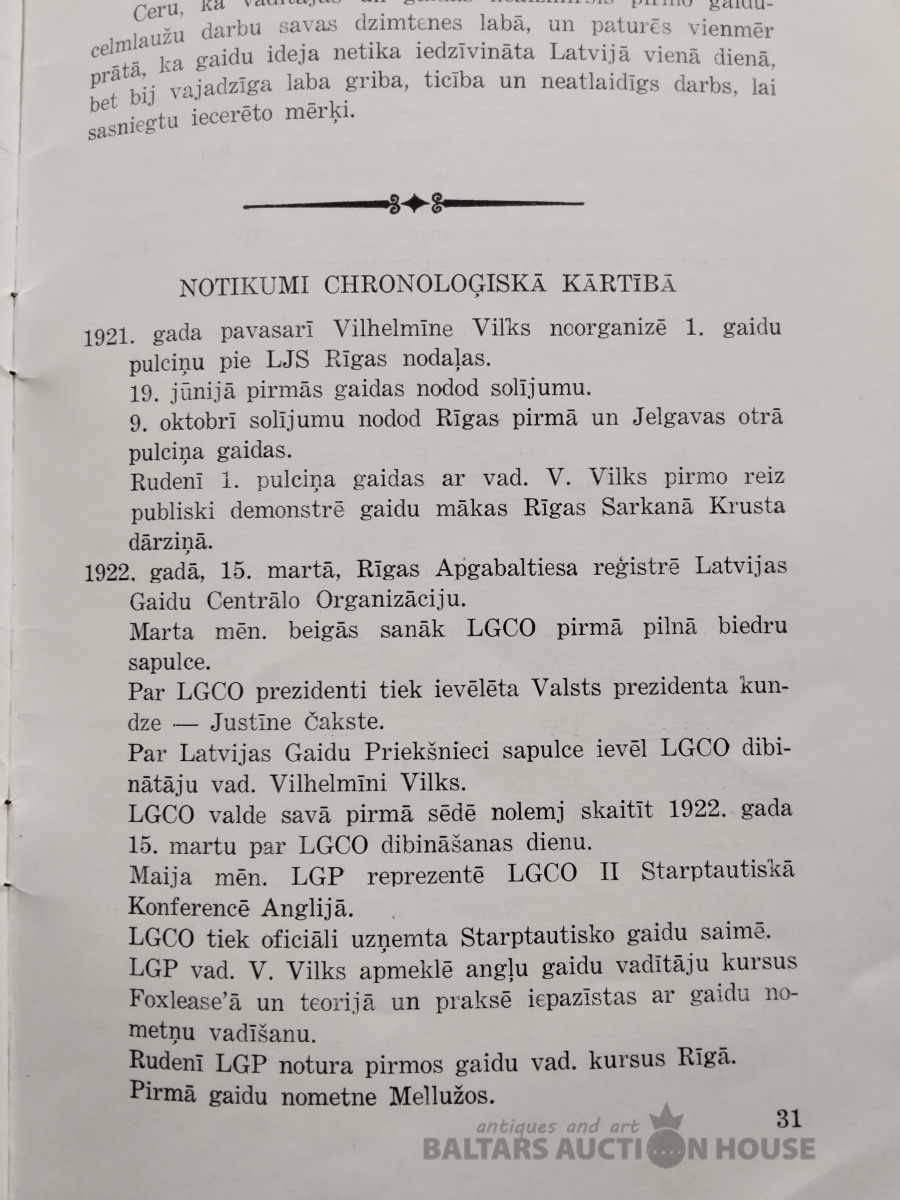 Ceru, ka vadītājas un gaidas neaizmirsīs pirmo gaidu-
celmlaužu darbu savas dzimtenes labā, un paturēs vienmēr
prātā, ka gaidu ideja netika iedzīvināta Latvijā vienā dienā,
bet bij vajadzīga laba griba, ticība un neatlaidīgs darbs, lai
sasniegtu iecerēto mērķi.
NOTIKUMI CHRONOLOĢISKĀ KĀRTĪBĀ
1921. gada pavasarī Vilhelmīne Vilks noorganizē 1. gaidu
pulciņu pie LJS Rīgas nodaļas.
19. jūnijā pirmās gaidas nodod solījumu.
9. oktobrī solījumu nodod Rīgas pirmā un Jelgavas otrā
pulciņa gaidas.
Rudenī 1. pulciņa gaidas ar vad. V. Vilks pirmo reiz
publiski demonstrē gaidu mākas Rīgas Sarkanā Krusta
dārziņā.
1922. gadā, 15. martā, Rīgas Apgabaltiesa reģistrē Latvijas
Gaidu Centrālo Organizāciju.
Marta mēn. beigās sanāk LGCO pirmā pilnā biedru
sapulce.
Par LGCO prezidenti tiek ievēlēta Valsts prezidenta kun-
dze — Justīne Čakste.
Par Latvijas Gaidu Priekšnieci sapulce ievēl LGCO dibi-
nātāju vad. Vilhelmīni Vilks.
LGCO valde savā pirmā sēdē nolemj skaitīt 1922. gada
15. martu par LGCO dibināšanas dienu.
Maija mēn. LGP reprezentē LGCO II Starptautiskā
Konferencē Anglijā.
LGCO tiek oficiāli uzņemta Starptautisko gaidu saimē.
LGP vad. V. Vilks apmeklē angļu gaidu vadītāju kursus
Foxlease'ā un teorijā un praksē iepazīstas ar gaidu no-
metņu vadīšanu.
Rudenī LGP notura pirmos gaidu vad. kursus Rīgā.
Pirmā gaidu nometne Mellužos.
31
antiques and art
BALTARS AUCTION HOUSE